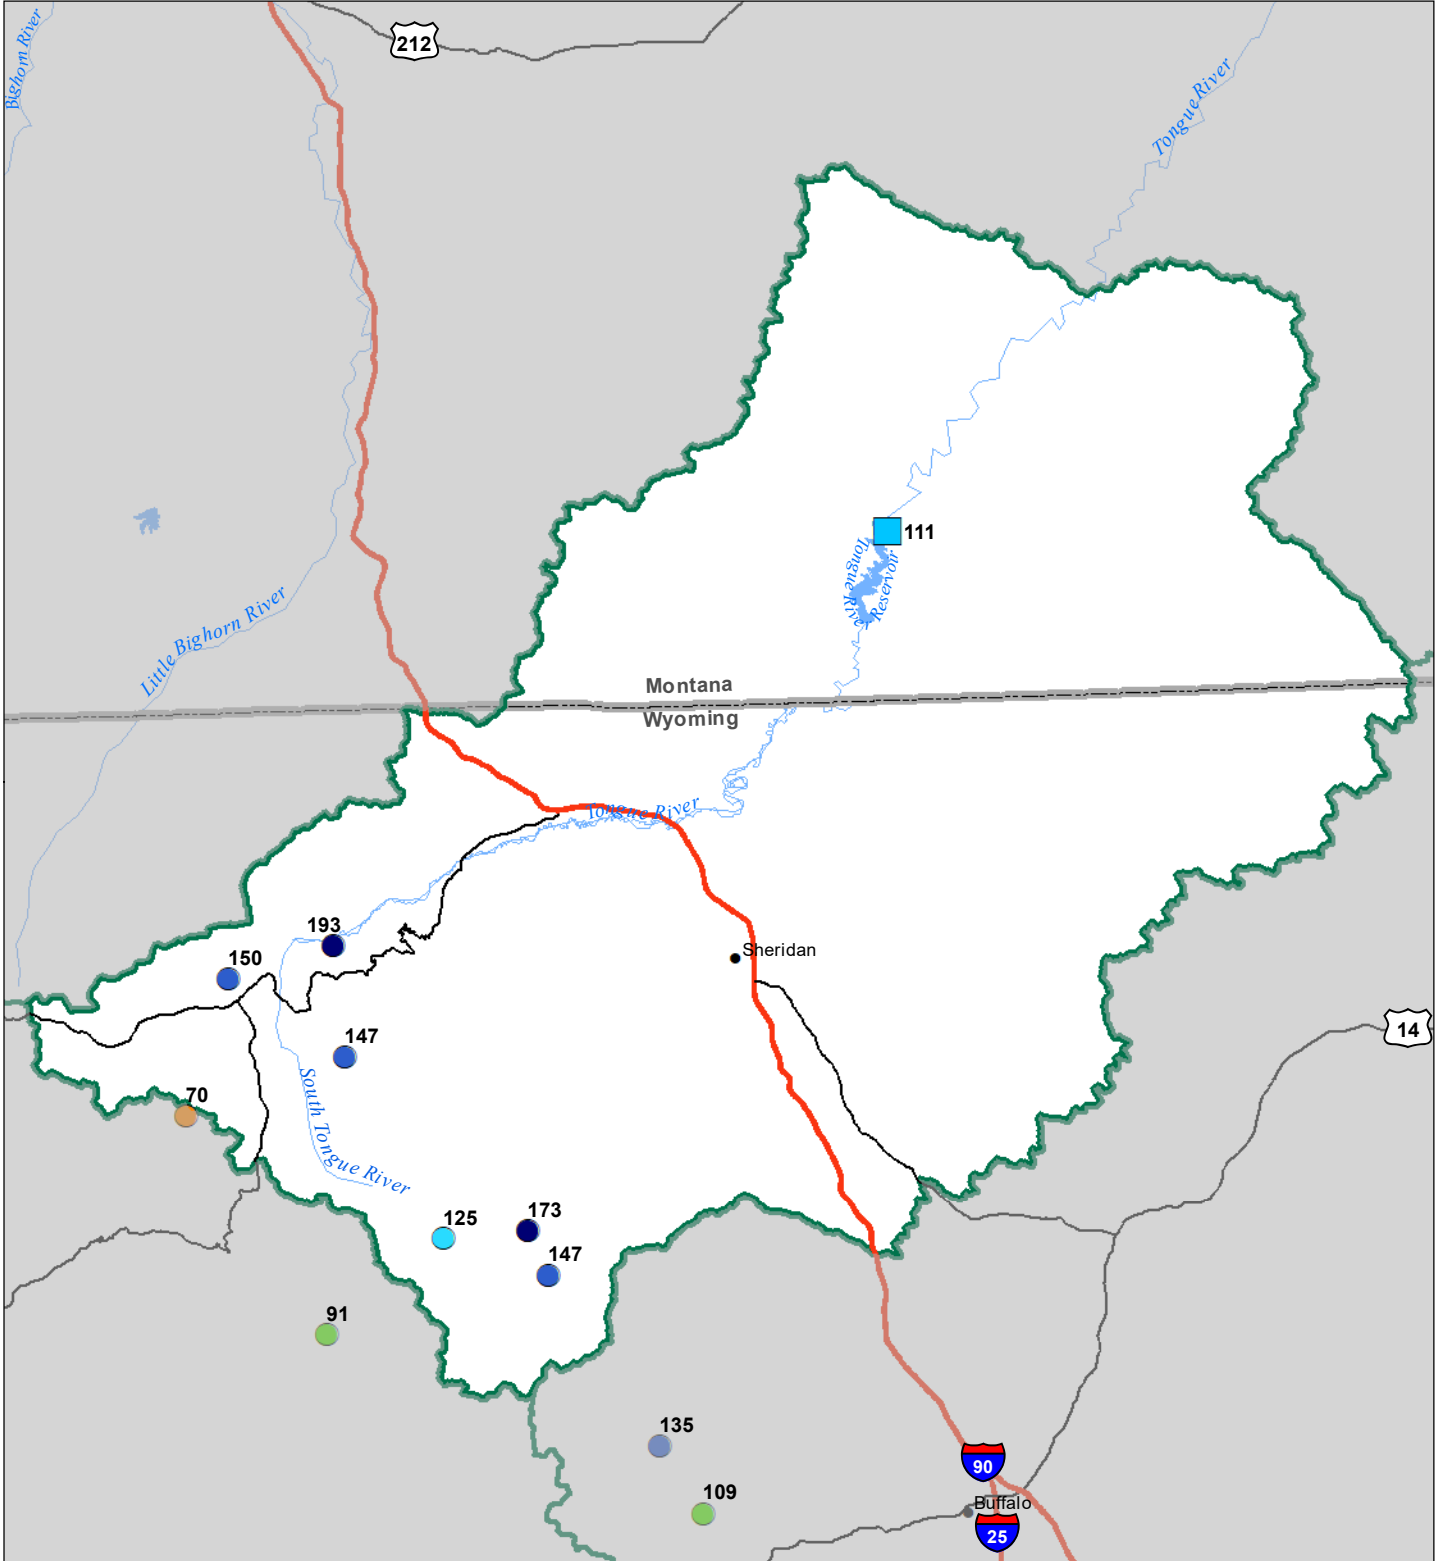 212
Bighorn River
Tongue River
111
Tongue River
Reservoir
Little Bighorn River
Montana
Wyoming
Tongue River
193
Sheridan
150
14
147
70
South Tongue River
125
173
147
91
135
90
109
Buffalo
25